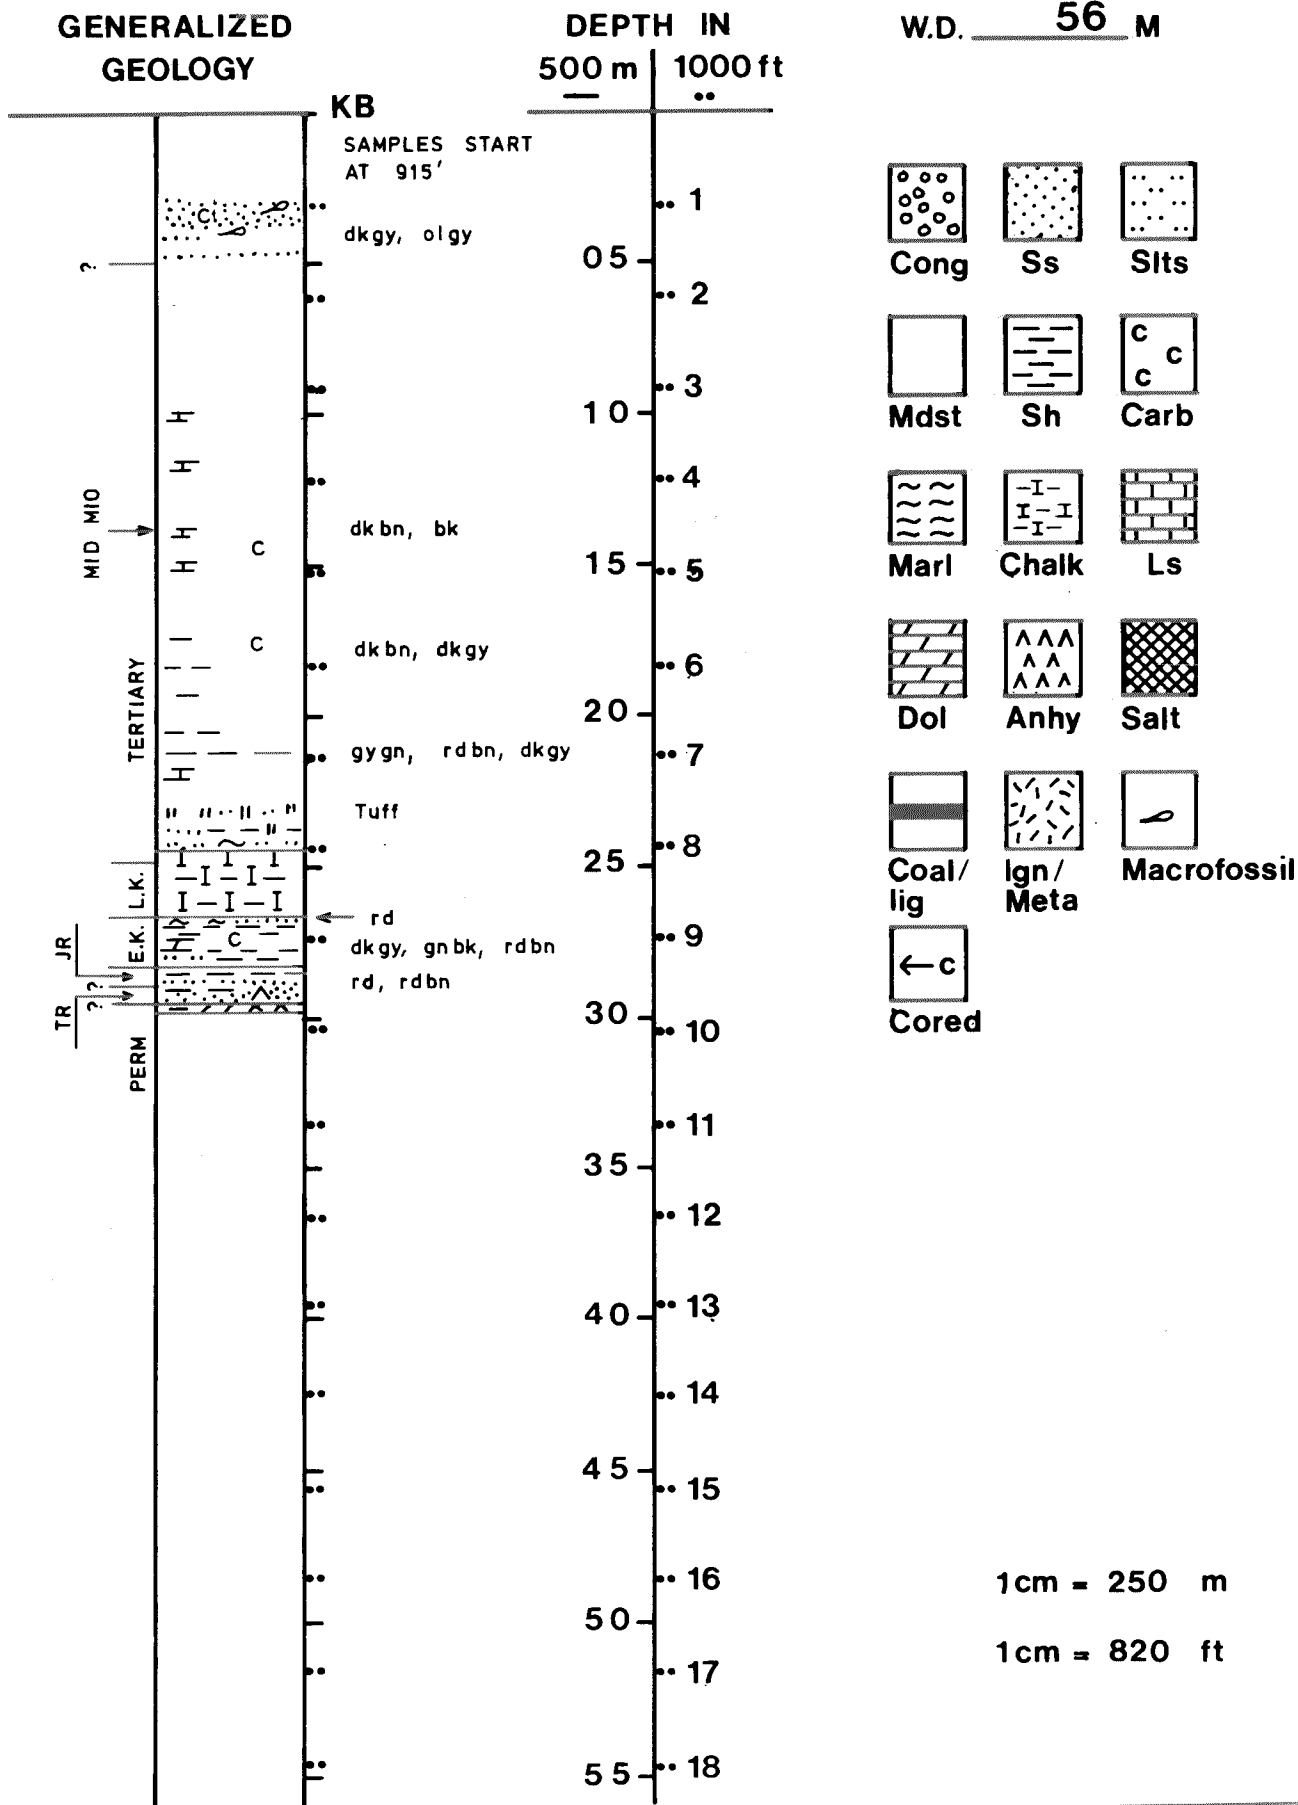 GENERALIZED
GEOLOGY
DEPTH IN
500 m 1000 ft
W.D. 56 M
KB
SAMPLES START
AT 915'
C
dkgy, olgy
?
MID MIO
dkbn, bk
C
C
dkbn, dkgy
TERTIARY
gygn, rdbn, dkgy
Tuff
L.K.
rd
E.K.
C
dkgy, gnbk, rdbn
JR
rd, rdbn
?
?
TR
PERM
1
05
2
3
10
4
15
5
6
20
7
8
25
9
30
10
11
35
12
13
40
14
45
15
16
50
17
55
18
Cong Ss Slts
C
C
C
Mdst Sh Carb
Marl Chalk Ls
Dol Anhy Salt
Coal/ Ign/ Macrofossil
lig Meta
C
Cored
1cm = 250 m
1cm = 820 ft